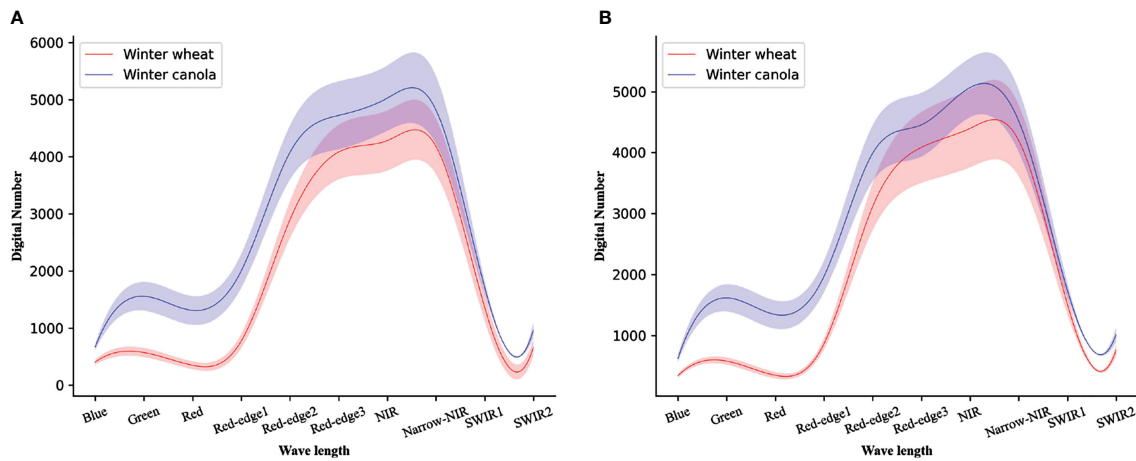 A
6000
5000
4000
3000
2000
1000
0
Digital Number
Winter wheat
Winter canola
Blue
Green
Red
Red-edge1
Red-edge2
Red-edge3
NIR
Narrow-NIR
SWIR1
SWIR2
Wave length
B
5000
4000
3000
2000
1000
Digital Number
Winter wheat
Winter canola
Blue
Green
Red
Red-edge1
Red-edge2
Red-edge3
NIR
Narrow-NIR
SWIR1
SWIR2
Wave length